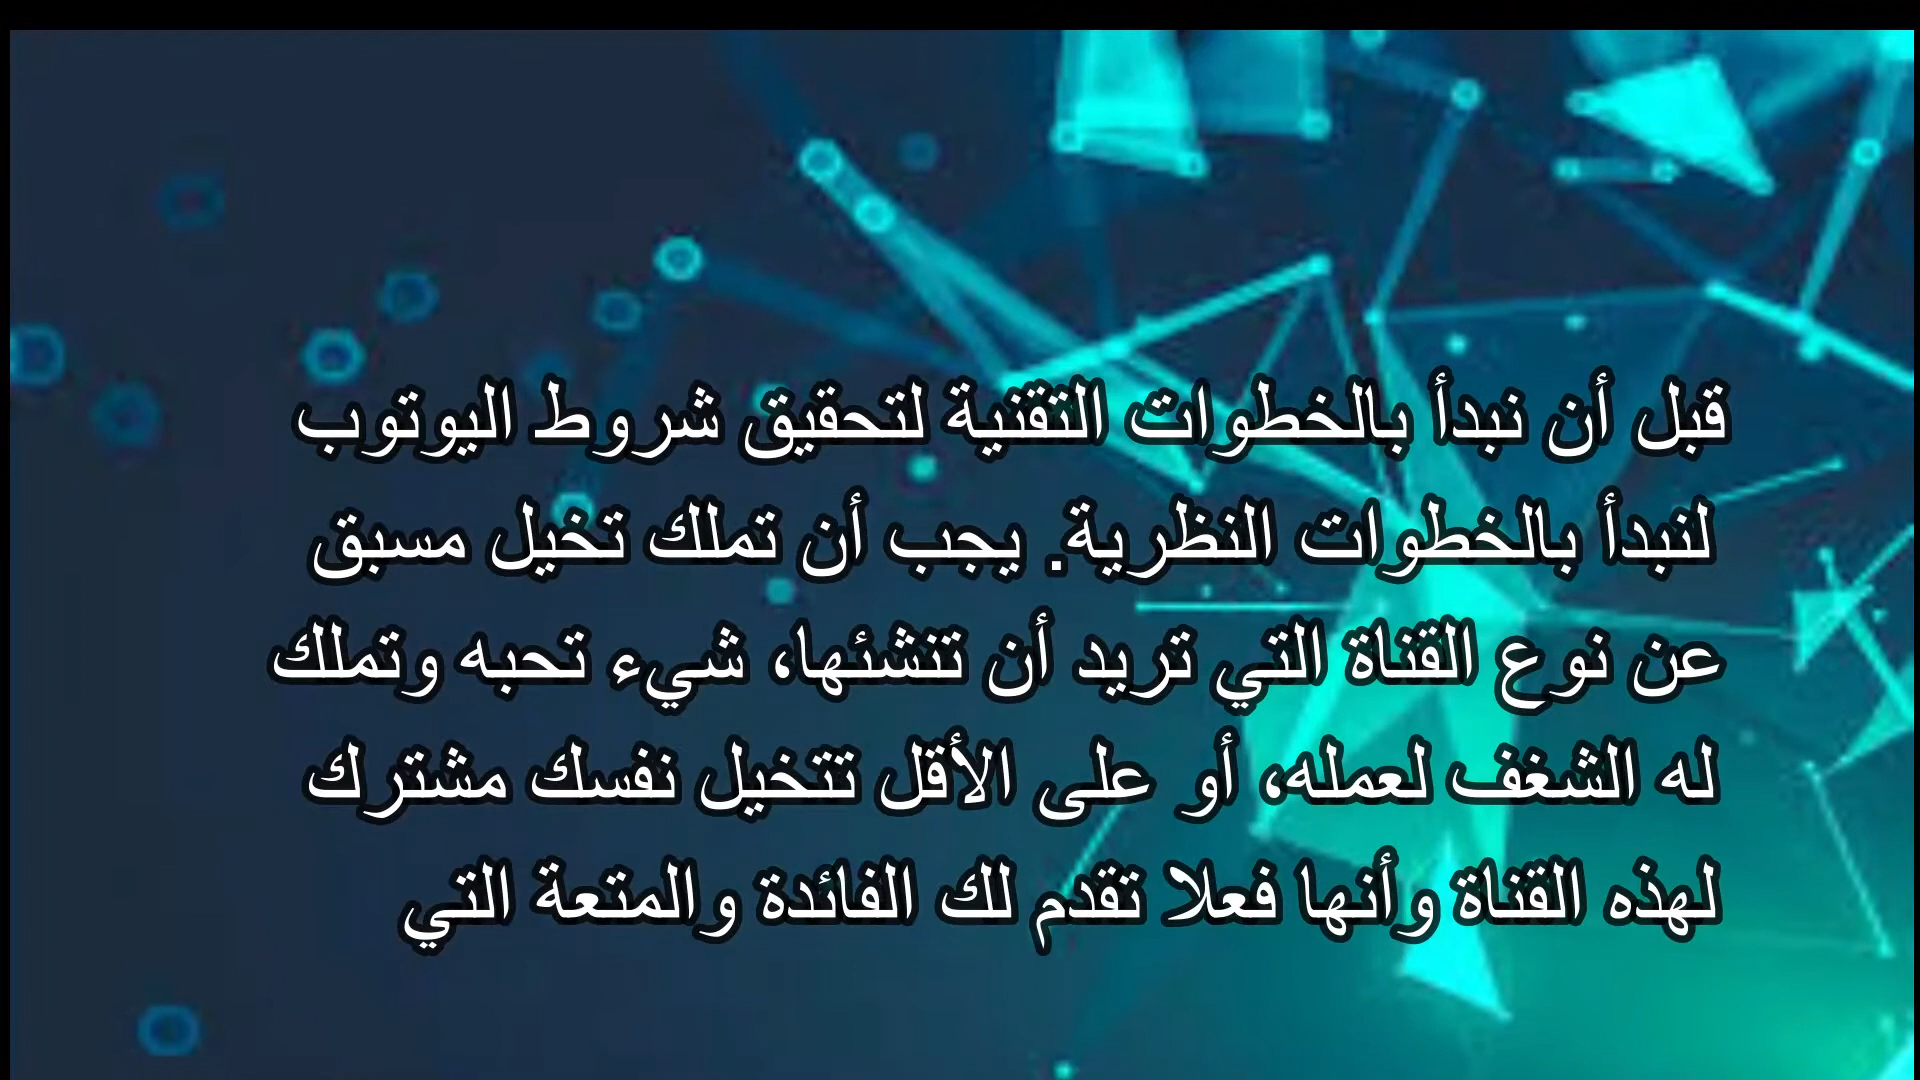 قبل أن نبدأ بالخطوات التقنية لتحقيق شروط اليوتوب
لنبدأ بالخطوات النظرية. يجب أن تملك تخيل مسبق
عن نوع القناة التي تريد أن تنشئها، شيء تحبه وتملك
له الشغف لعمله، أو على الأقل تتخيل نفسك مشترك
لهذه القناة وأنها فعلا تقدم لك الفائدة والمتعة التي